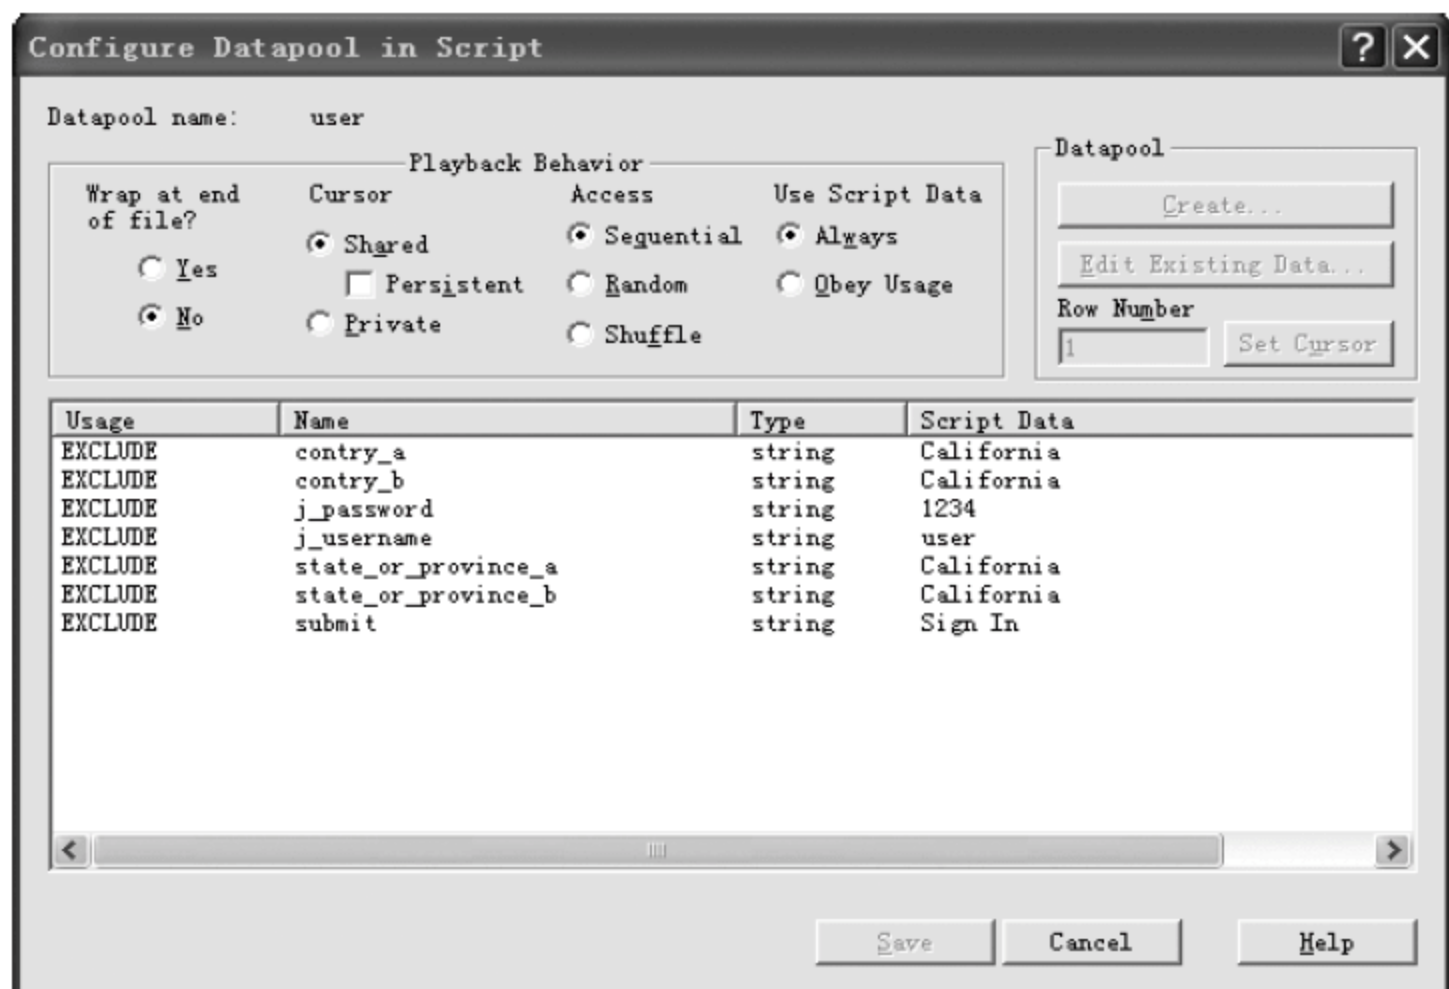 Configure Datapool in Script
Datapool name: user
Playback Behavior
Wrap at end of file?
Yes
No
Cursor
Shared
Persistent
Private
Access
Sequential
Random
Shuffle
Use Script Data
Always
Obey Usage
Datapool
Create...
Edit Existing Data...
Row Number
1 Set Cursor
Usage Name Type Script Data
EXCLUDE contry_a string California
EXCLUDE contry_b string California
EXCLUDE j_password string 1234
EXCLUDE j_username string user
EXCLUDE state_or_province_a string California
EXCLUDE state_or_province_b string California
EXCLUDE submit string Sign In
Save Cancel Help